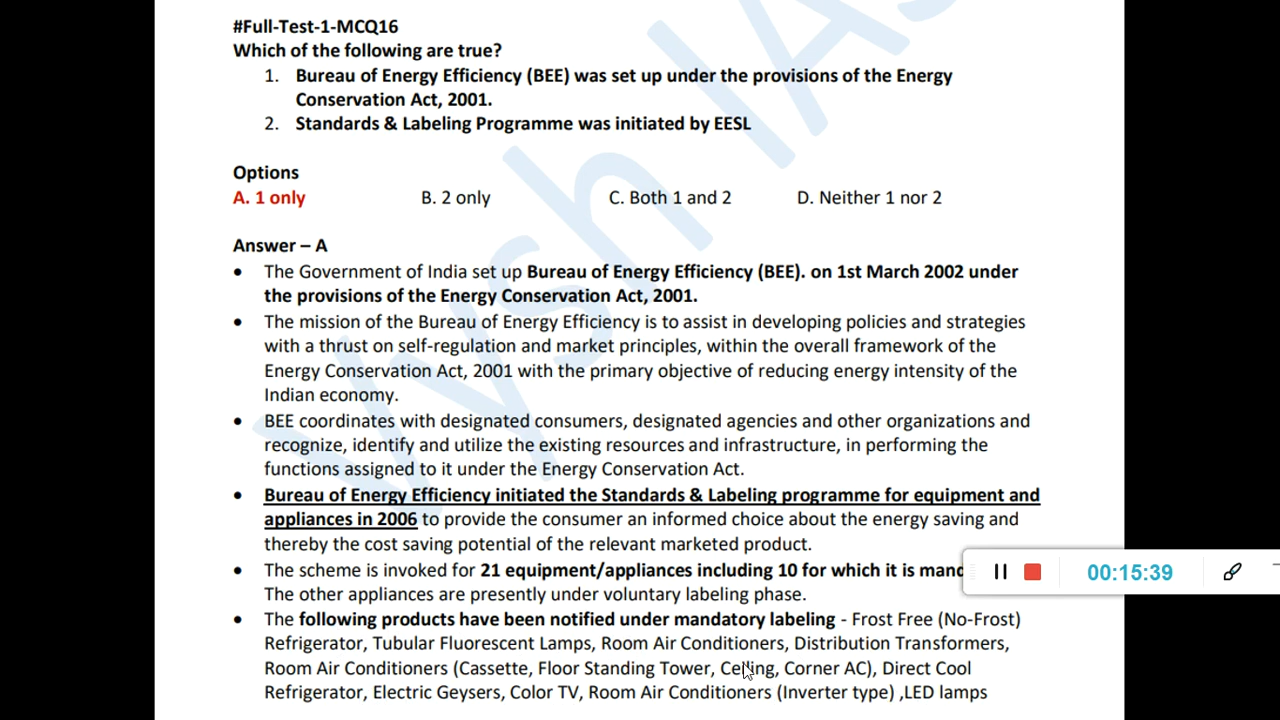 #Full-Test-1-MCQ16
Which of the following are true?
1. Bureau of Energy Efficiency (BEE) was set up under the provisions of the Energy
Conservation Act, 2001.
2. Standards & Labeling Programme was initiated by EESL
Options
A. 1 only B. 2 only C. Both 1 and 2 D. Neither 1 nor 2
Answer – A
• The Government of India set up Bureau of Energy Efficiency (BEE). on 1st March 2002 under
the provisions of the Energy Conservation Act, 2001.
• The mission of the Bureau of Energy Efficiency is to assist in developing policies and strategies
with a thrust on self-regulation and market principles, within the overall framework of the
Energy Conservation Act, 2001 with the primary objective of reducing energy intensity of the
Indian economy.
• BEE coordinates with designated consumers, designated agencies and other organizations and
recognize, identify and utilize the existing resources and infrastructure, in performing the
functions assigned to it under the Energy Conservation Act.
• Bureau of Energy Efficiency initiated the Standards & Labeling programme for equipment and
appliances in 2006 to provide the consumer an informed choice about the energy saving and
thereby the cost saving potential of the relevant marketed product.
• The scheme is invoked for 21 equipment/appliances including 10 for which it is mand
00:15:39
The other appliances are presently under voluntary labeling phase.
• The following products have been notified under mandatory labeling - Frost Free (No-Frost)
Refrigerator, Tubular Fluorescent Lamps, Room Air Conditioners, Distribution Transformers,
Room Air Conditioners (Cassette, Floor Standing Tower, Ceiling, Corner AC), Direct Cool
Refrigerator, Electric Geysers, Color TV, Room Air Conditioners (Inverter type) ,LED lamps
Vysh IAS